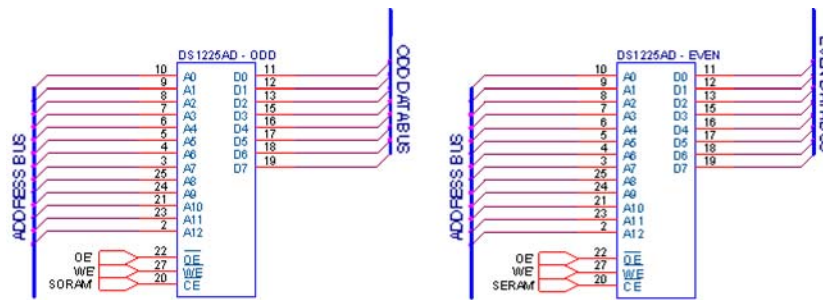 DS1225AD - ODD
10 A0 D0 11
9 A1 D1 12
8 A2 D2 13
7 A3 D3 15
6 A4 D4 16
5 A5 D5 17
4 A6 D6 18
3 A7 D7 19
25 A8
24 A9
21 A10
23 A11
2 A12
OE 22 OE
WE 27 WE
SORAM 20 CE
ADDRESS BUS
ODD DATABUS
DS1225AD - EVEN
10 A0 D0 11
9 A1 D1 12
8 A2 D2 13
7 A3 D3 15
6 A4 D4 16
5 A5 D5 17
4 A6 D6 18
3 A7 D7 19
25 A8
24 A9
21 A10
23 A11
2 A12
OE 22 OE
WE 27 WE
SERAM 20 CE
ADDRESS BUS